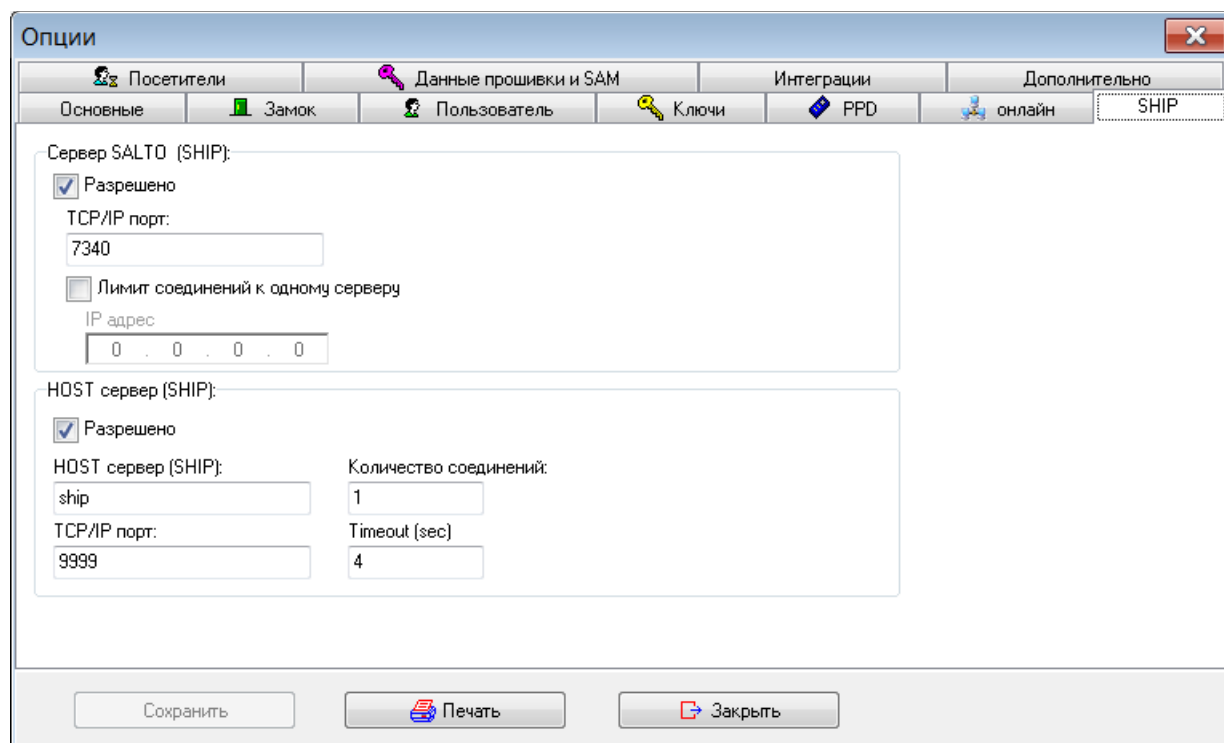 Опции
Посетители Данные прошивки и SAM Интеграции Дополнительно
Основные Замок Пользователь Ключи PPD онлайн SHIP
Сервер SALTO (SHIP):
Разрешено
TCP/IP порт:
7340
Лимит соединений к одному серверу
IP адрес
0 . 0 . 0 . 0
HOST сервер (SHIP):
Разрешено
HOST сервер (SHIP): Количество соединений:
ship 1
TCP/IP порт: Timeout (sec)
9999 4
Сохранить Печать Закрыть